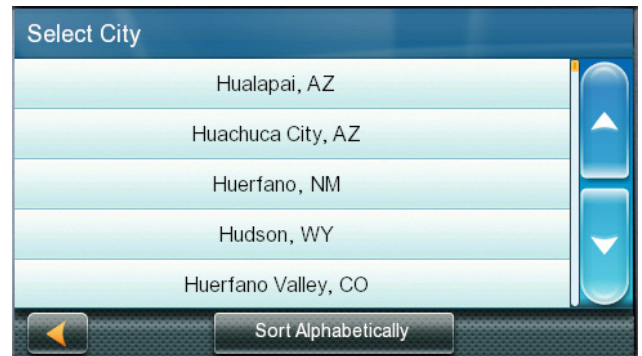 Select City
Hualapai, AZ
Huachuca City, AZ
Huerfano, NM
Hudson, WY
Huerfano Valley, CO
Sort Alphabetically